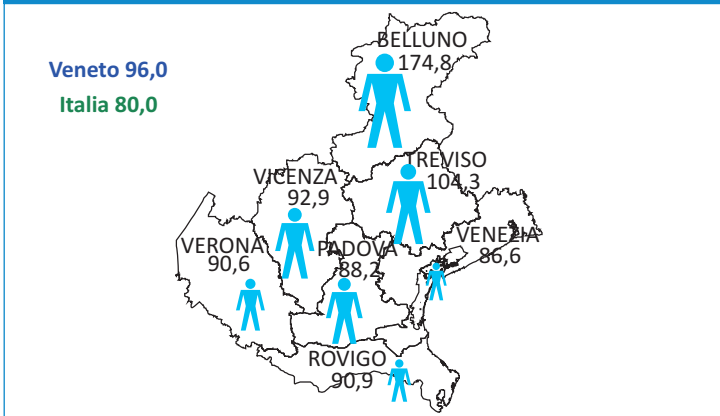 Veneto 96,0
Italia 80,0
BELLUNO
174,8
TREVISO
104,3
VICENZA
92,9
VENEZIA
86,6
VERONA
90,6
PADOVA
88,2
ROVIGO
90,9